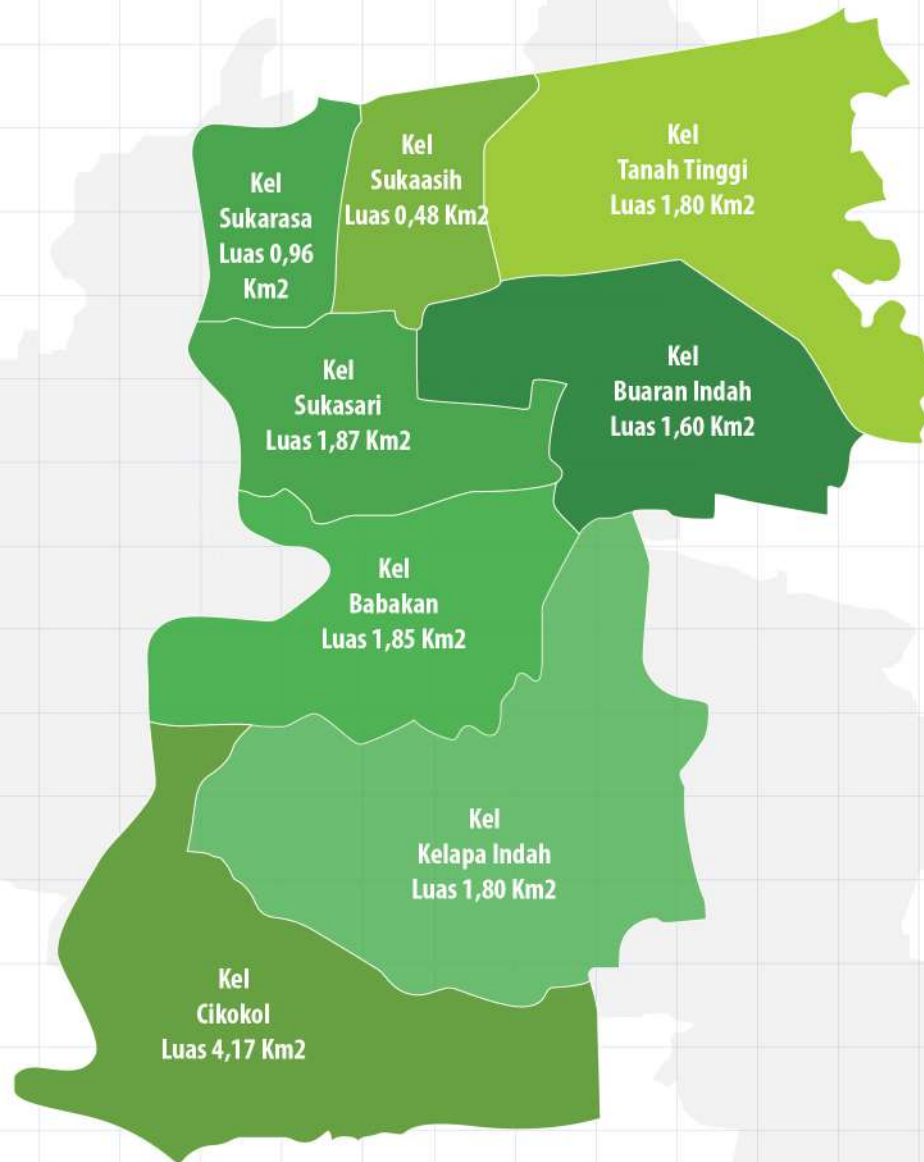 Kel
Sukarasa
Luas 0,96
Km2
Kel
Sukaasih
Luas 0,48 Km2
Kel
Tanah Tinggi
Luas 1,80 Km2
Kel
Sukasari
Luas 1,87 Km2
Kel
Buaran Indah
Luas 1,60 Km2
Kel
Babakan
Luas 1,85 Km2
Kel
Kelapa Indah
Luas 1,80 Km2
Kel
Cikokol
Luas 4,17 Km2